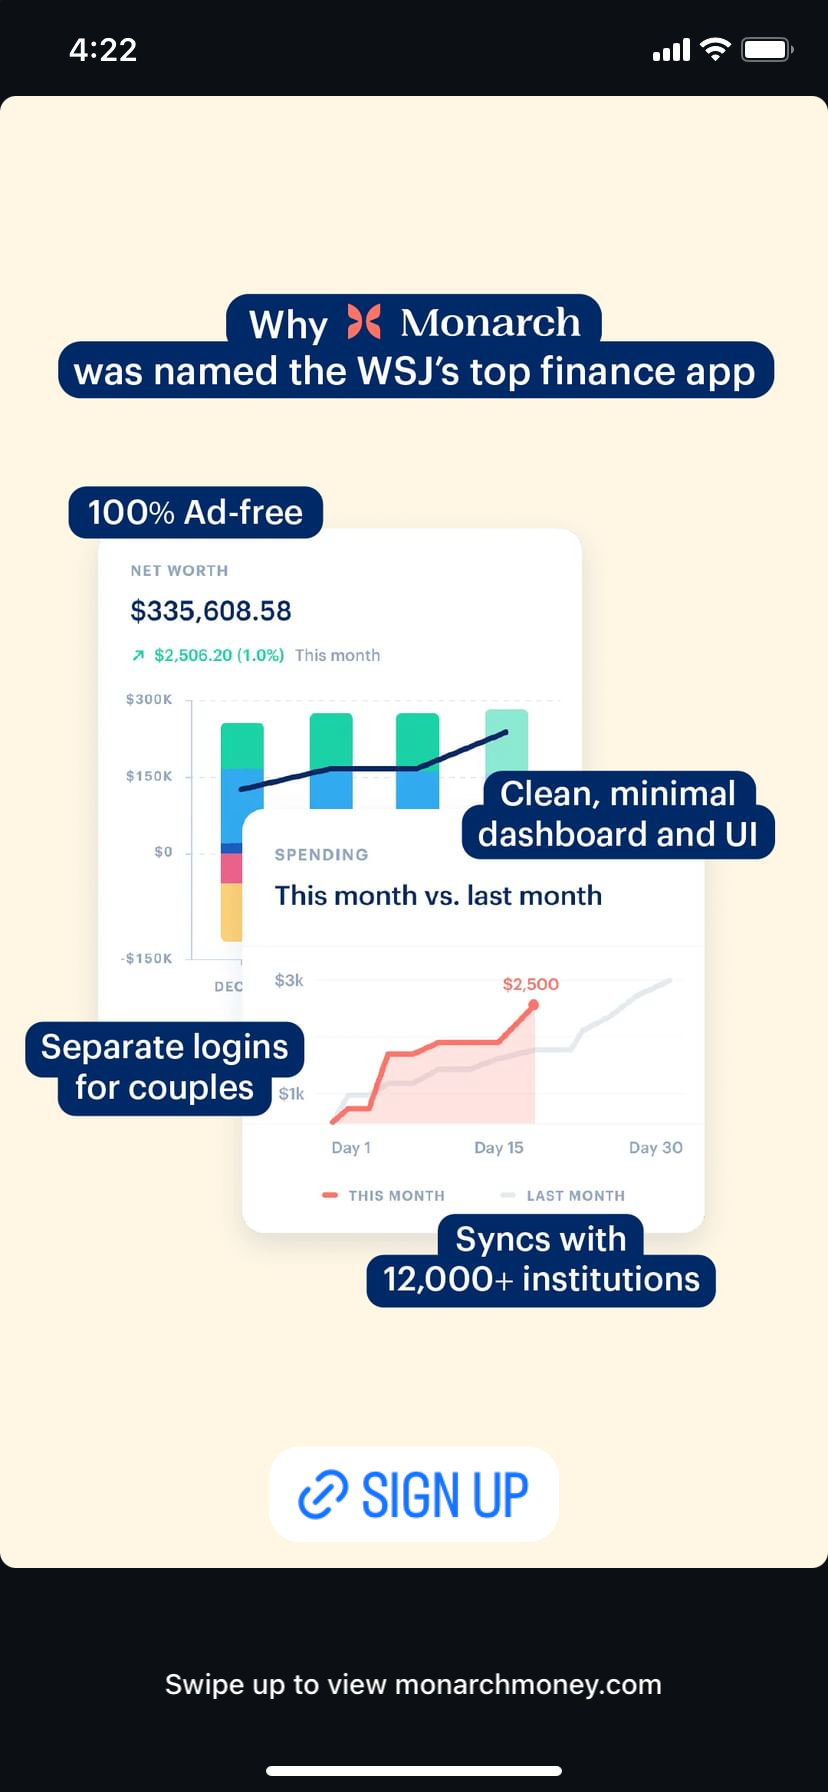 4:22
Why Monarch
was named the WSJ's top finance app
100% Ad-free
NET WORTH
$335,608.58
$2,506.20 (1.0%) This month
$300K
$150K
$0
-$150K
DEC
Clean, minimal
dashboard and UI
SPENDING
This month vs. last month
$3k
$2,500
$1k
Day 1
Day 15
Day 30
THIS MONTH
LAST MONTH
Separate logins
for couples
Syncs with
12,000+ institutions
SIGN UP
Swipe up to view monarchmoney.com